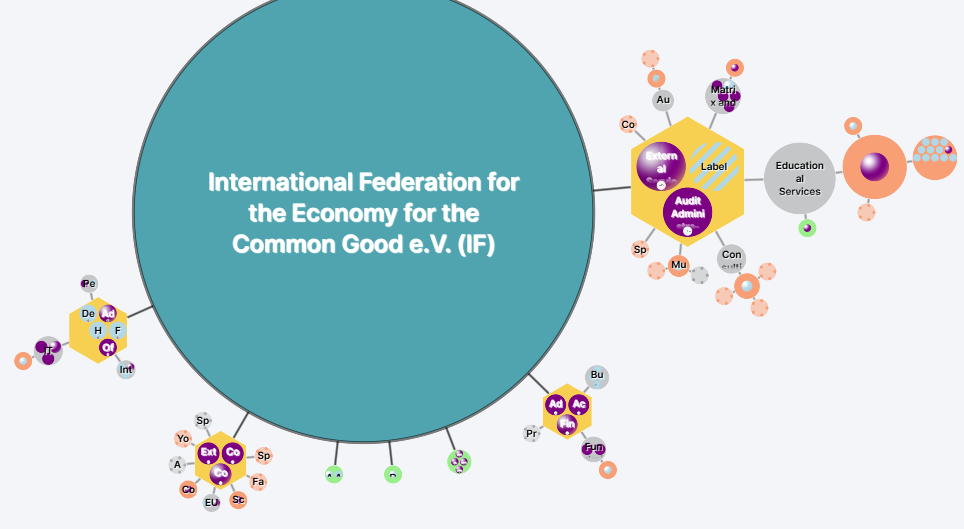 International Federation for
the Economy for the
Common Good e.V. (IF)
Au
Matri
x and
Co
Extern
al
Label
Audit
Admini
Education
al
Services
Sp
Mu
Con
Pe
De
Ad
H
F
IT
Of
Int
Sp
Yo
Ext
Co
Sp
A
Co
Fa
Co
EU
Sc
Bu
Ad
Ac
Fin
Pr
Fun